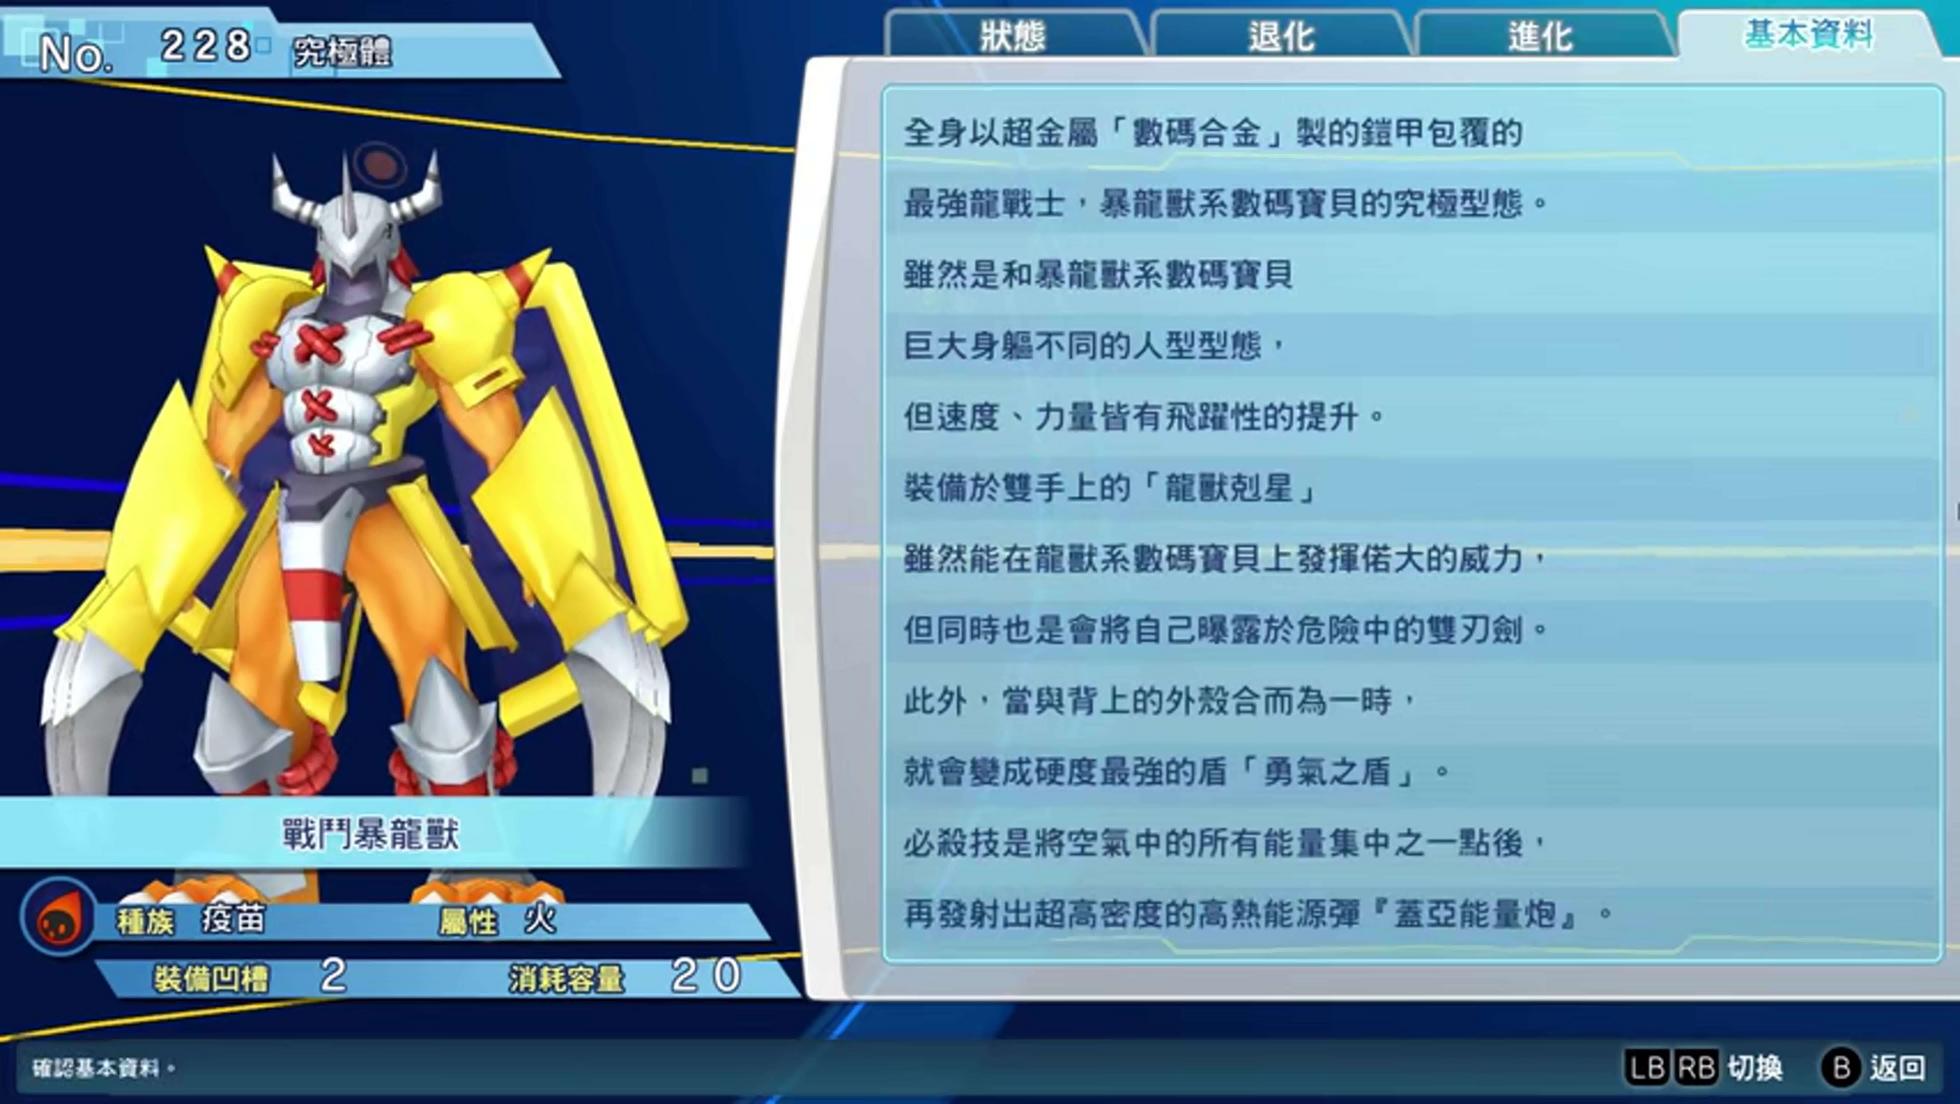 No. 228 究極體
狀態 退化 進化 基本資料
全身以超金屬「數碼合金」製的鎧甲包覆的
最強龍戰士，暴龍獸系數碼寶貝的究極型態。
雖然是和暴龍獸系數碼寶貝
巨大身軀不同的人型型態，
但速度、力量皆有飛躍性的提升。
裝備於雙手上的「龍獸剋星」
雖然能在龍獸系數碼寶貝上發揮偌大的威力，
但同時也是會將自己曝露於危險中的雙刃劍。
此外，當與背上的外殼合而為一時，
就會變成硬度最強的盾「勇氣之盾」。
必殺技是將空氣中的所有能量集中之一點後，
再發射出超高密度的高熱能源彈『蓋亞能量炮』。
戰鬥暴龍獸
種族 疫苗 屬性 火
裝備凹槽 2 消耗容量 20
確認基本資料。
LB RB 切換 B 返回